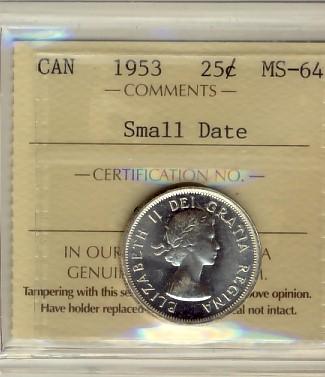 CAN 1953 25¢ MS-64
— COMMENTS —
Small Date
— CERTIFICATION NO. —
ELIZABETH II DEI GRATIA REGINA
IN OUR A
GENUI
Tampering with this se ove opinion.
Have holder replaced al not intact.